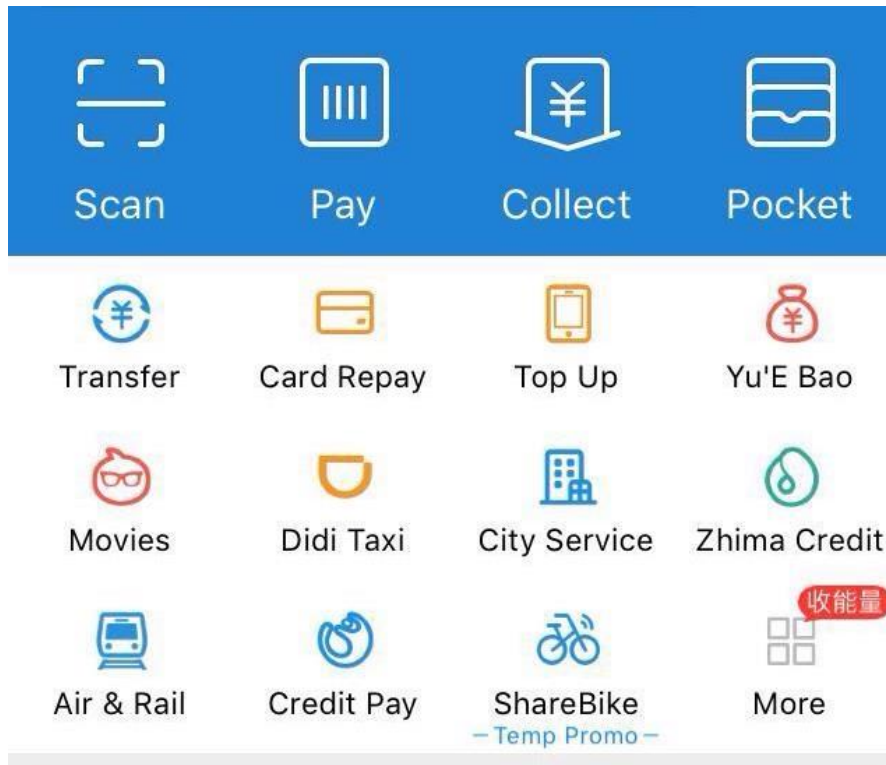 Scan Pay Collect Pocket
Transfer Card Repay Top Up Yu'E Bao
Movies Didi Taxi City Service Zhima Credit
收能量
Air & Rail Credit Pay ShareBike More
Temp Promo